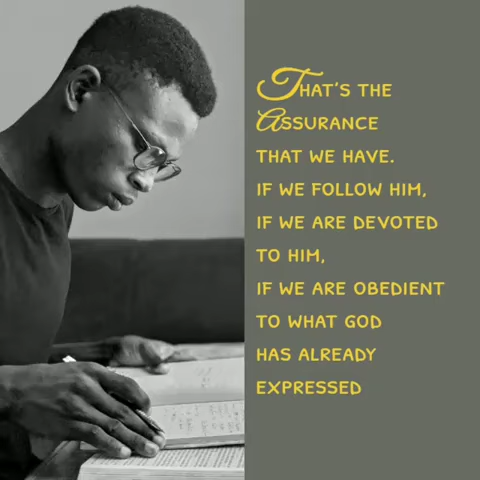 That's the
Assurance
that we have.
if we follow him,
if we are devoted
to him,
if we are obedient
to what God
has already
expressed